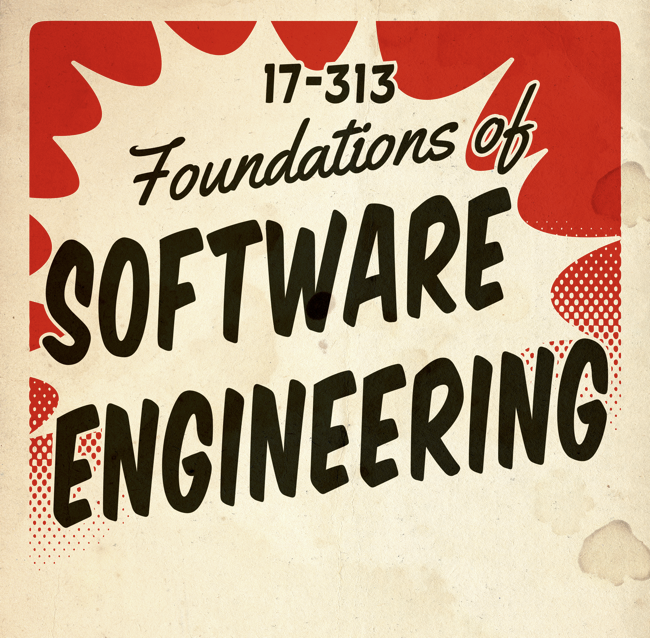 17-313
Foundations of
SOFTWARE
ENGINEERING